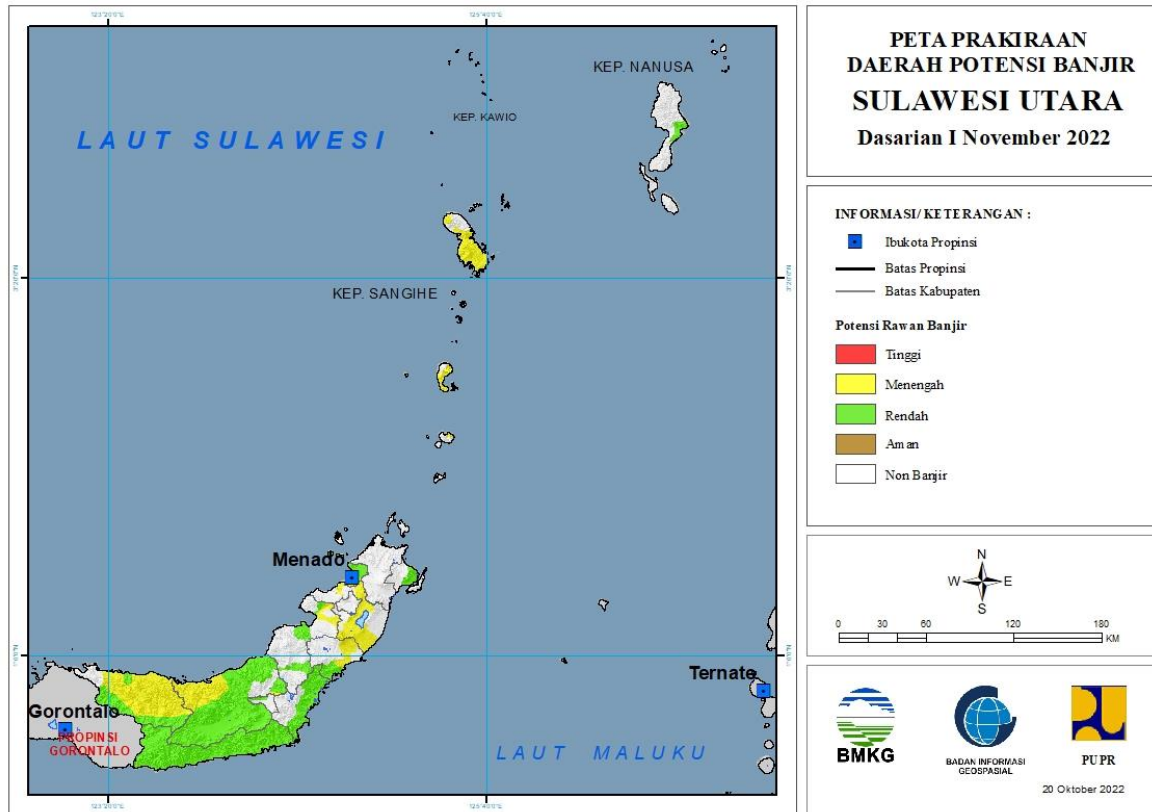 PETA PRAKIRAAN
DAERAH POTENSI BANJIR
SULAWESI UTARA
Dasarian I November 2022
KEP. NANUSA
KEP. KAWIO
LAUT SULAWESI
KEP. SANGIHE
Menado
Ternate
Gorontalo
PROPINSI
GORONTALO
LAUT MALUKU
INFORMASI/ KETERANGAN :
Ibukota Propinsi
Batas Propinsi
Batas Kabupaten
Potensi Rawan Banjir
Tinggi
Menengah
Rendah
Aman
Non Banjir
N
W E
S
0 30 60 120 180
KM
BMKG
BADAN INFORMASI
GEOSPASIAL
PUPR
20 Oktober 2022